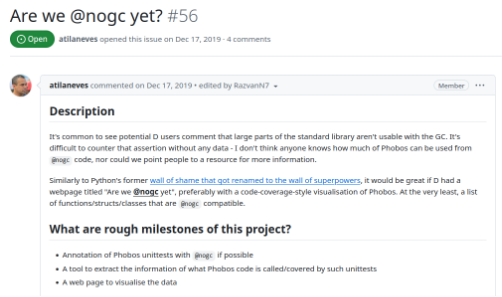 Are we @nogc yet? #56
Open atilaneves opened this issue on Dec 17, 2019 · 4 comments
atilaneves commented on Dec 17, 2019 • edited by RazvanN7 Member
Description
It's common to see potential D users comment that large parts of the standard library aren't usable with the GC. It's
difficult to counter that assertion without any data - I don't think anyone knows how much of Phobos can be used from
@nogc code, nor could we point people to a resource for more information.
Similarly to Python's former wall of shame that got renamed to the wall of superpowers, it would be great if D had a
webpage titled "Are we @nogc yet", preferably with a code-coverage-style visualisation of Phobos. At the very least, a list
of functions/structs/classes that are @nogc compatible.
What are rough milestones of this project?
• Annotation of Phobos unittests with @nogc if possible
• A tool to extract the information of what Phobos code is called/covered by such unittests
• A web page to visualise the data